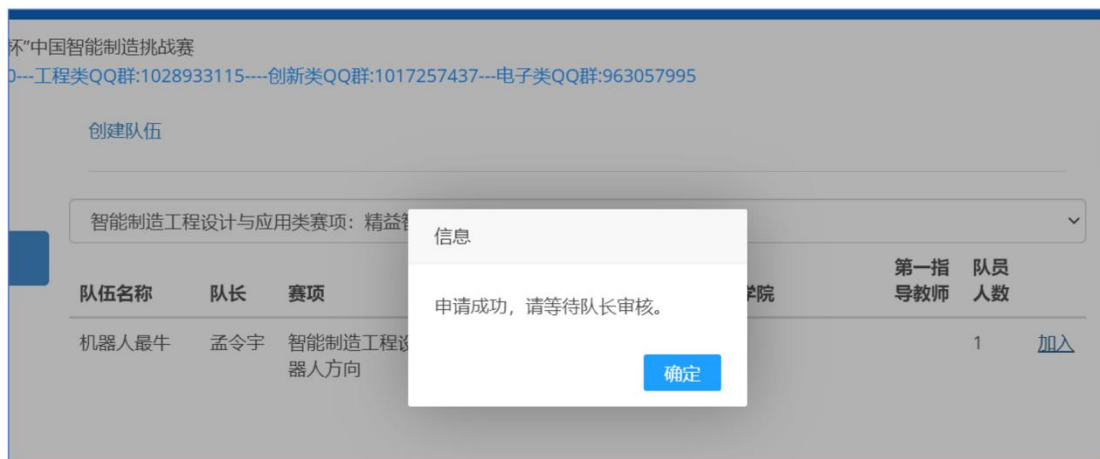 杯”中国智能制造挑战赛
0---工程类QQ群:1028933115----创新类QQ群:1017257437---电子类QQ群:963057995
创建队伍
智能制造工程设计与应用类赛项：精益
信息
申请成功，请等待队长审核。
确定
队伍名称 队长 赛项 学院 第一指导教师 队员人数
机器人最牛 孟令宇 智能制造工程设 1 加入
器人方向